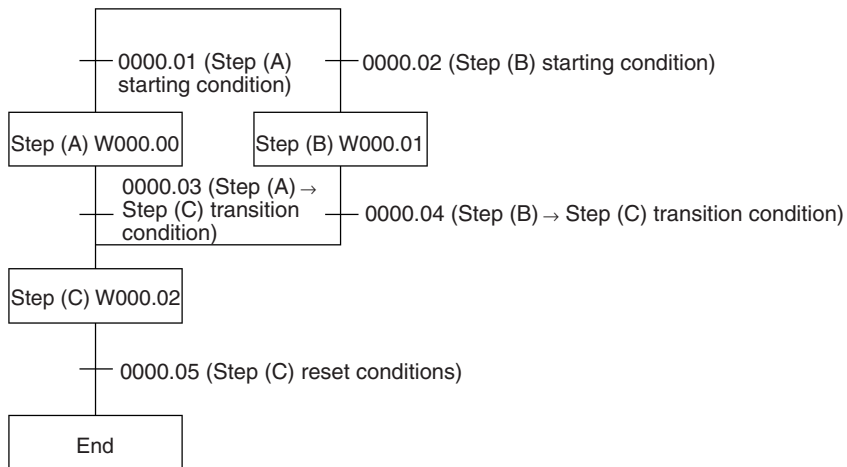 0000.01 (Step (A)
starting condition)
0000.02 (Step (B) starting condition)
Step (A) W000.00
Step (B) W000.01
0000.03 (Step (A) →
Step (C) transition
condition)
0000.04 (Step (B) → Step (C) transition condition)
Step (C) W000.02
0000.05 (Step (C) reset conditions)
End